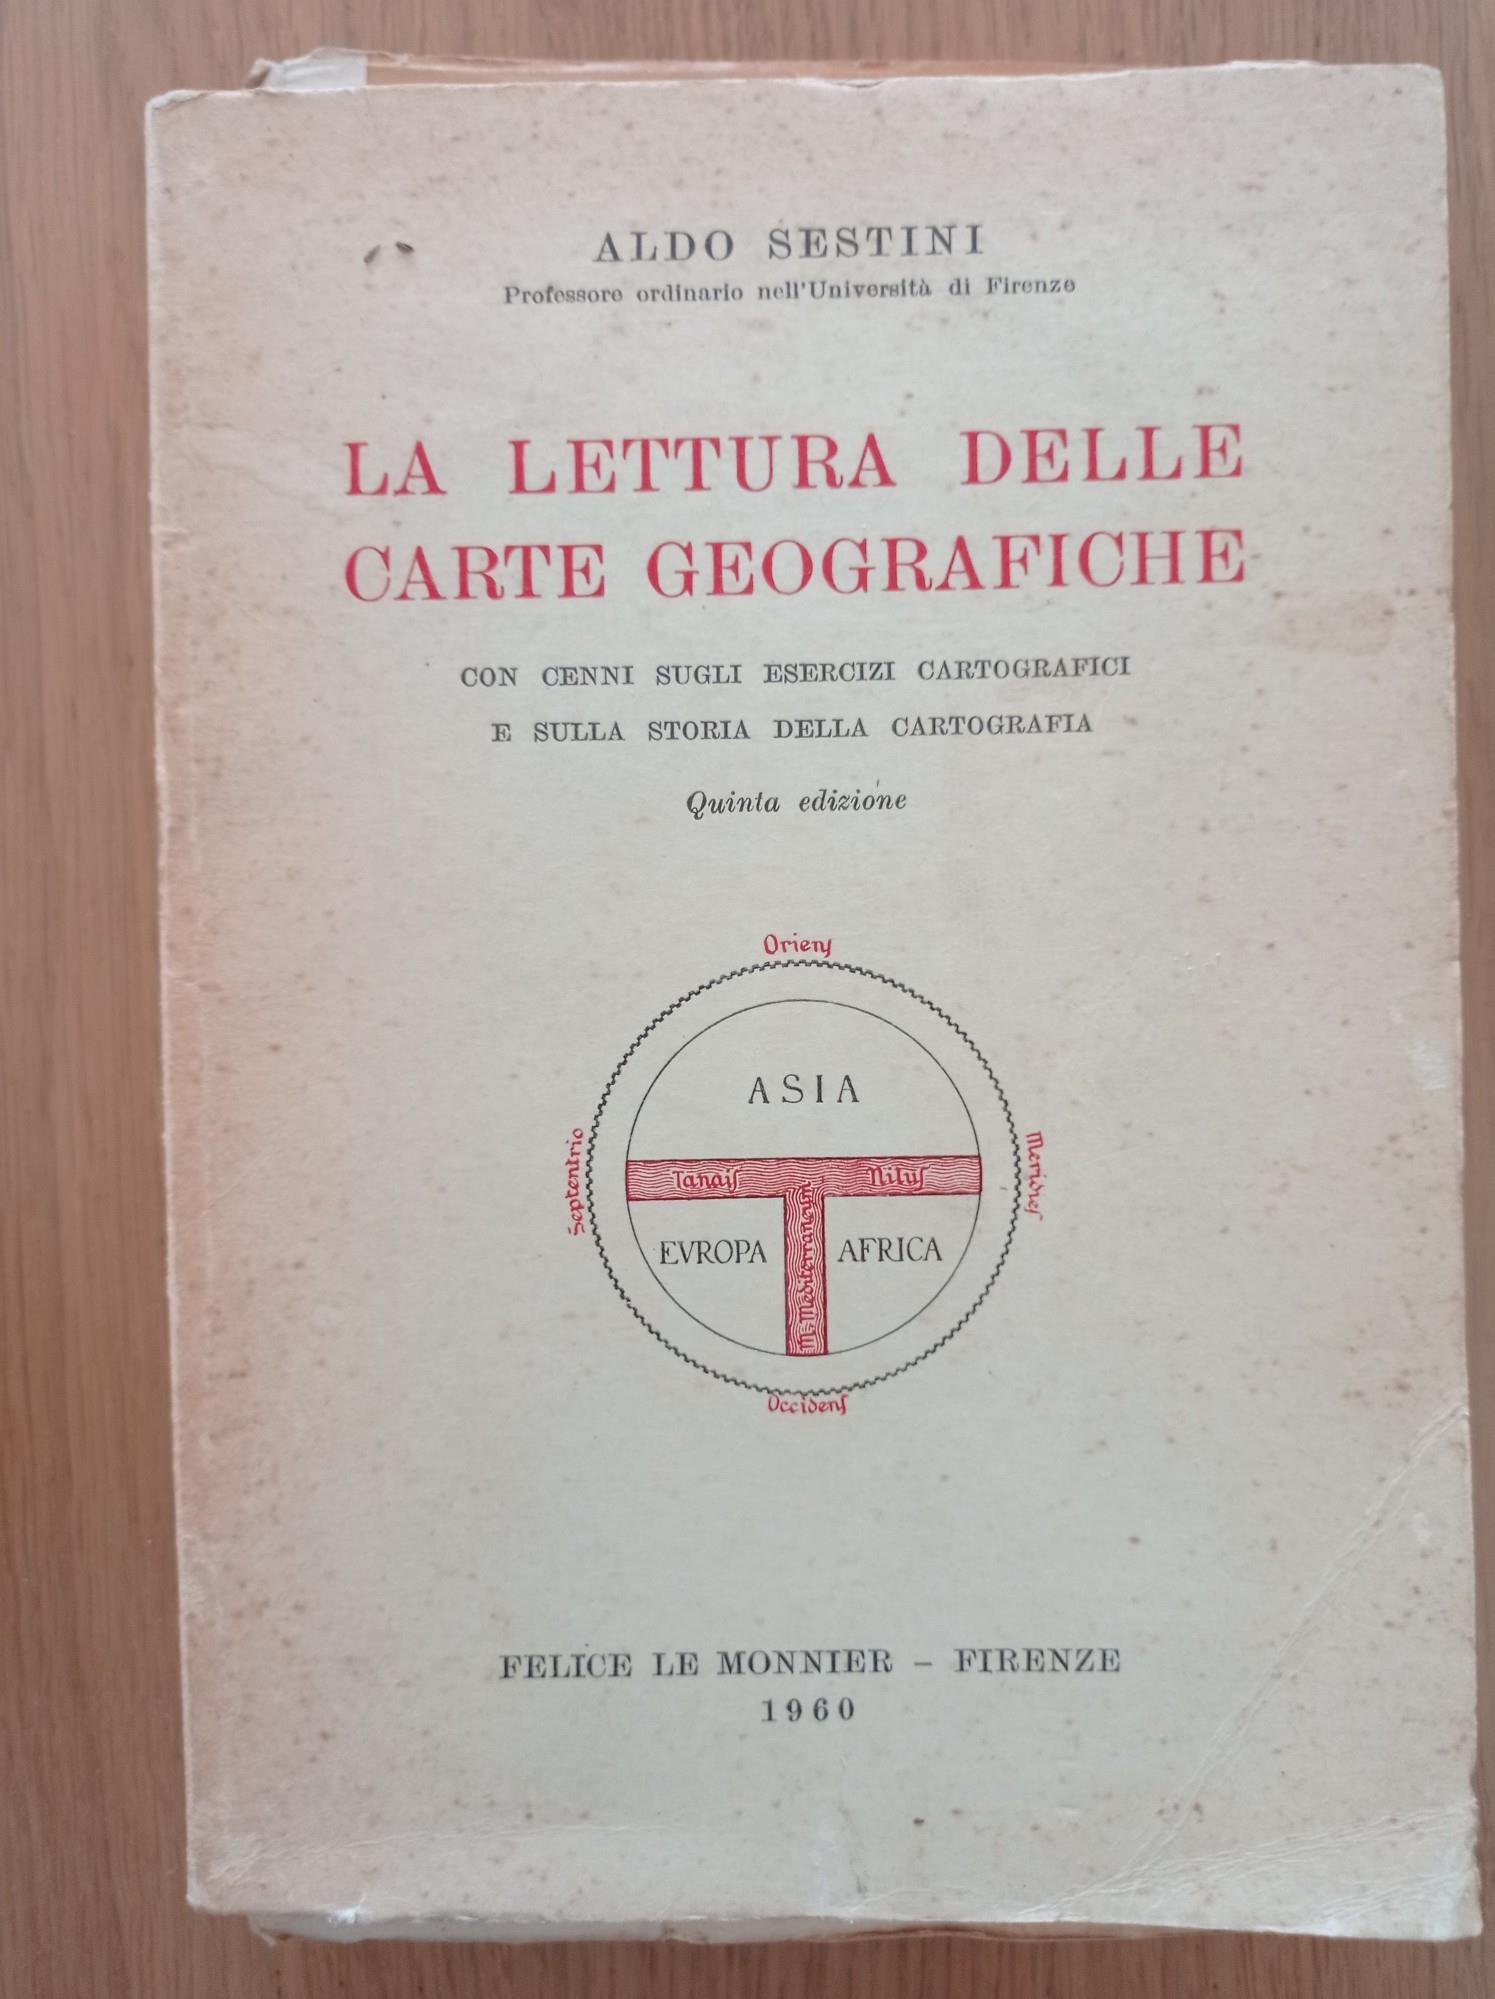 ALDO SESTINI
Professore ordinario nell'Università di Firenze
LA LETTURA DELLE
CARTE GEOGRAFICHE
CON CENNI SUGLI ESERCIZI CARTOGRAFICI
E SULLA STORIA DELLA CARTOGRAFIA
Quinta edizione
Oriens
ASIA
Septentrio
Tanais
Nilus
Meridies
EVROPA
M. Mediterraneum
AFRICA
Occidens
FELICE LE MONNIER – FIRENZE
1960